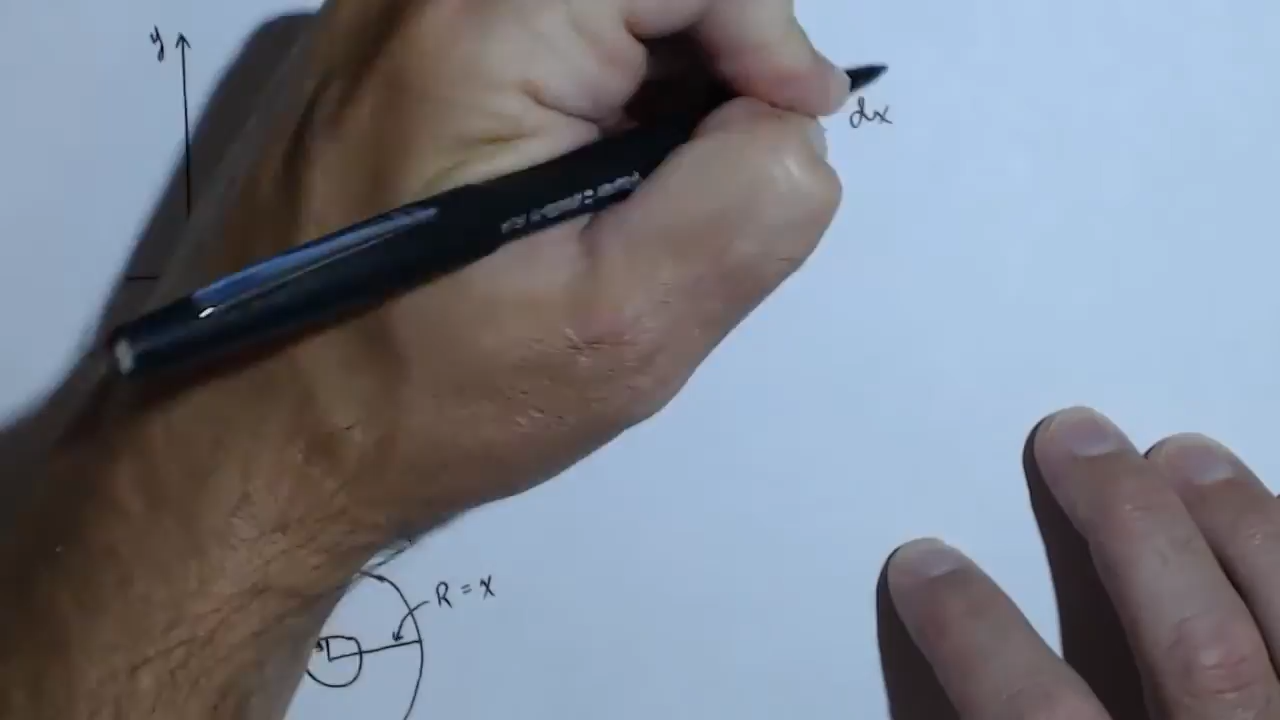 y
dx
R = x